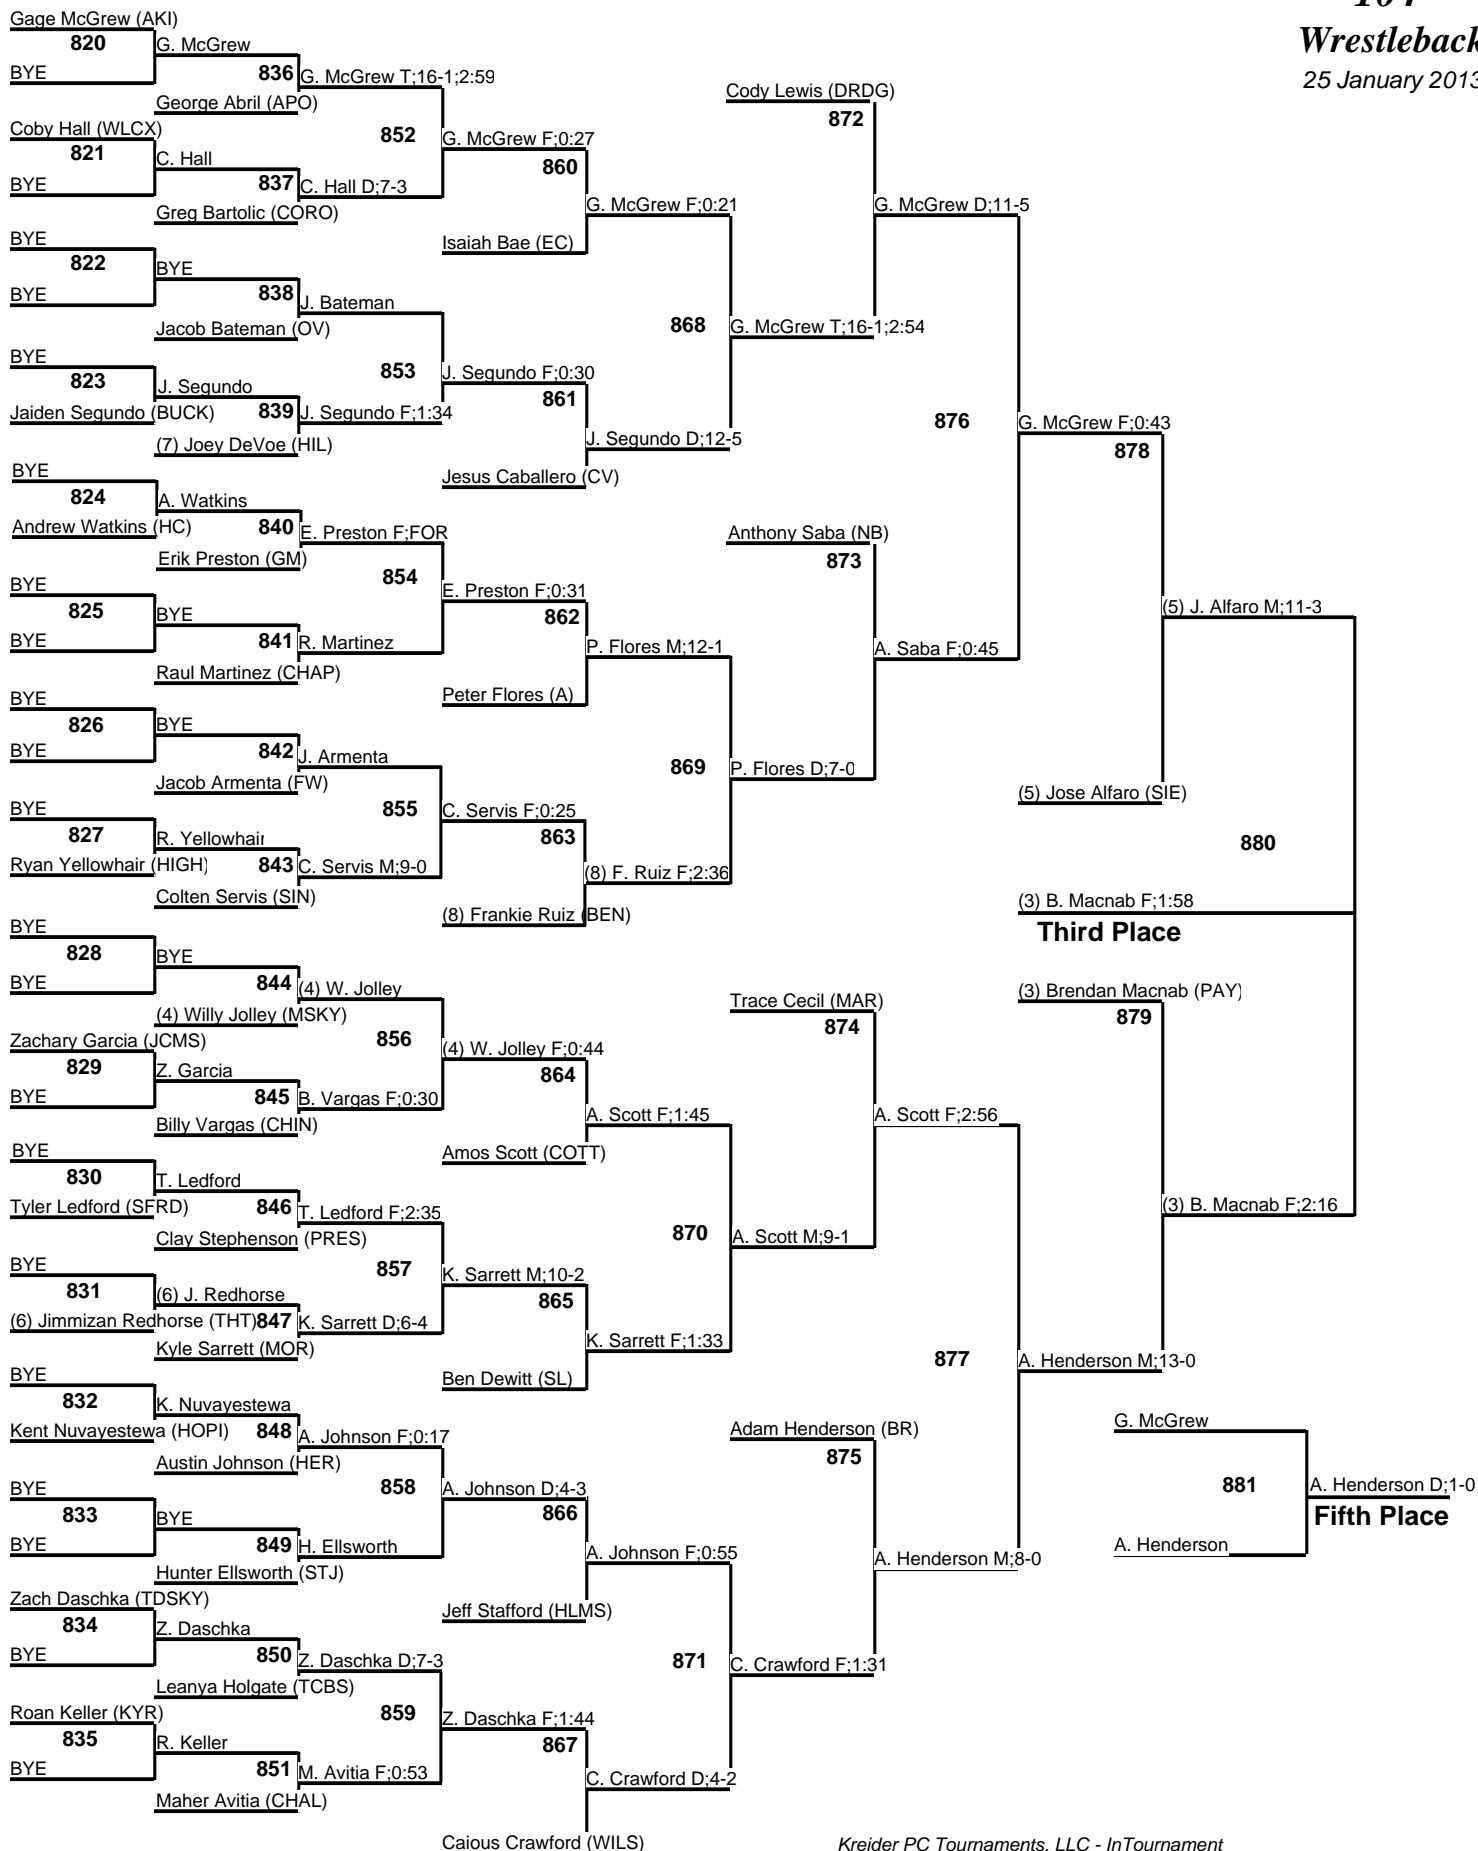 Wrestleback
25 January 2013
Gage McGrew (AKI)
820
BYE
G. McGrew
836
George Abril (APO)
G. McGrew T;16-1;2:59
Coby Hall (WLCX)
821
BYE
C. Hall
837
Greg Bartolic (CORO)
C. Hall D;7-3
852
G. McGrew F;0:27
860
Isaiah Bae (EC)
G. McGrew F;0:21
BYE
822
BYE
BYE
838
Jacob Bateman (OV)
J. Bateman
BYE
823
Jaiden Segundo (BUCK)
J. Segundo
839
(7) Joey DeVoe (HIL)
J. Segundo F;1:34
853
J. Segundo F;0:30
861
Jesus Caballero (CV)
J. Segundo D;12-5
868
G. McGrew T;16-1;2:54
Cody Lewis (DRDG)
872
G. McGrew D;11-5
BYE
824
Andrew Watkins (HC)
A. Watkins
840
Erik Preston (GM)
E. Preston F;FOR
BYE
825
BYE
BYE
841
Raul Martinez (CHAP)
R. Martinez
854
E. Preston F;0:31
862
Peter Flores (A)
P. Flores M;12-1
BYE
826
BYE
BYE
842
Jacob Armenta (FW)
J. Armenta
BYE
827
Ryan Yellowhair (HIGH)
R. Yellowhair
843
Colten Servis (SIN)
C. Servis M;9-0
855
C. Servis F;0:25
863
(8) Frankie Ruiz (BEN)
(8) F. Ruiz F;2:36
869
P. Flores D;7-0
Anthony Saba (NB)
873
A. Saba F;0:45
876
G. McGrew F;0:43
878
(5) Jose Alfaro (SIE)
(5) J. Alfaro M;11-3
880
(3) B. Macnab F;1:58
Third Place
BYE
828
BYE
BYE
844
(4) Willy Jolley (MSKY)
(4) W. Jolley
Zachary Garcia (JCMS)
829
BYE
Z. Garcia
845
Billy Vargas (CHIN)
B. Vargas F;0:30
856
(4) W. Jolley F;0:44
864
Amos Scott (COTT)
A. Scott F;1:45
BYE
830
Tyler Ledford (SFRD)
T. Ledford
846
Clay Stephenson (PRES)
T. Ledford F;2:35
BYE
831
(6) Jimmizan Redhorse (THT)
(6) J. Redhorse
847
Kyle Sarrett (MOR)
K. Sarrett D;6-4
857
K. Sarrett M;10-2
865
Ben Dewitt (SL)
K. Sarrett F;1:33
870
A. Scott M;9-1
Trace Cecil (MAR)
874
A. Scott F;2:56
BYE
832
Kent Nuvayestewa (HOPI)
K. Nuvayestewa
848
Austin Johnson (HER)
A. Johnson F;0:17
BYE
833
BYE
BYE
849
Hunter Ellsworth (STJ)
H. Ellsworth
858
A. Johnson D;4-3
866
Jeff Stafford (HLMS)
A. Johnson F;0:55
Zach Daschka (TDSKY)
834
BYE
Z. Daschka
850
Leanya Holgate (TCBS)
Z. Daschka D;7-3
Roan Keller (KYR)
835
BYE
R. Keller
851
Maher Avitia (CHAL)
M. Avitia F;0:53
859
Z. Daschka F;1:44
867
Caious Crawford (WILS)
C. Crawford D;4-2
871
C. Crawford F;1:31
Adam Henderson (BR)
875
A. Henderson M;8-0
877
A. Henderson M;13-0
(3) Brendan Macnab (PAY)
879
(3) B. Macnab F;2:16
G. McGrew
881
A. Henderson
A. Henderson D;1-0
Fifth Place
Kreider PC Tournaments, LLC - InTournament